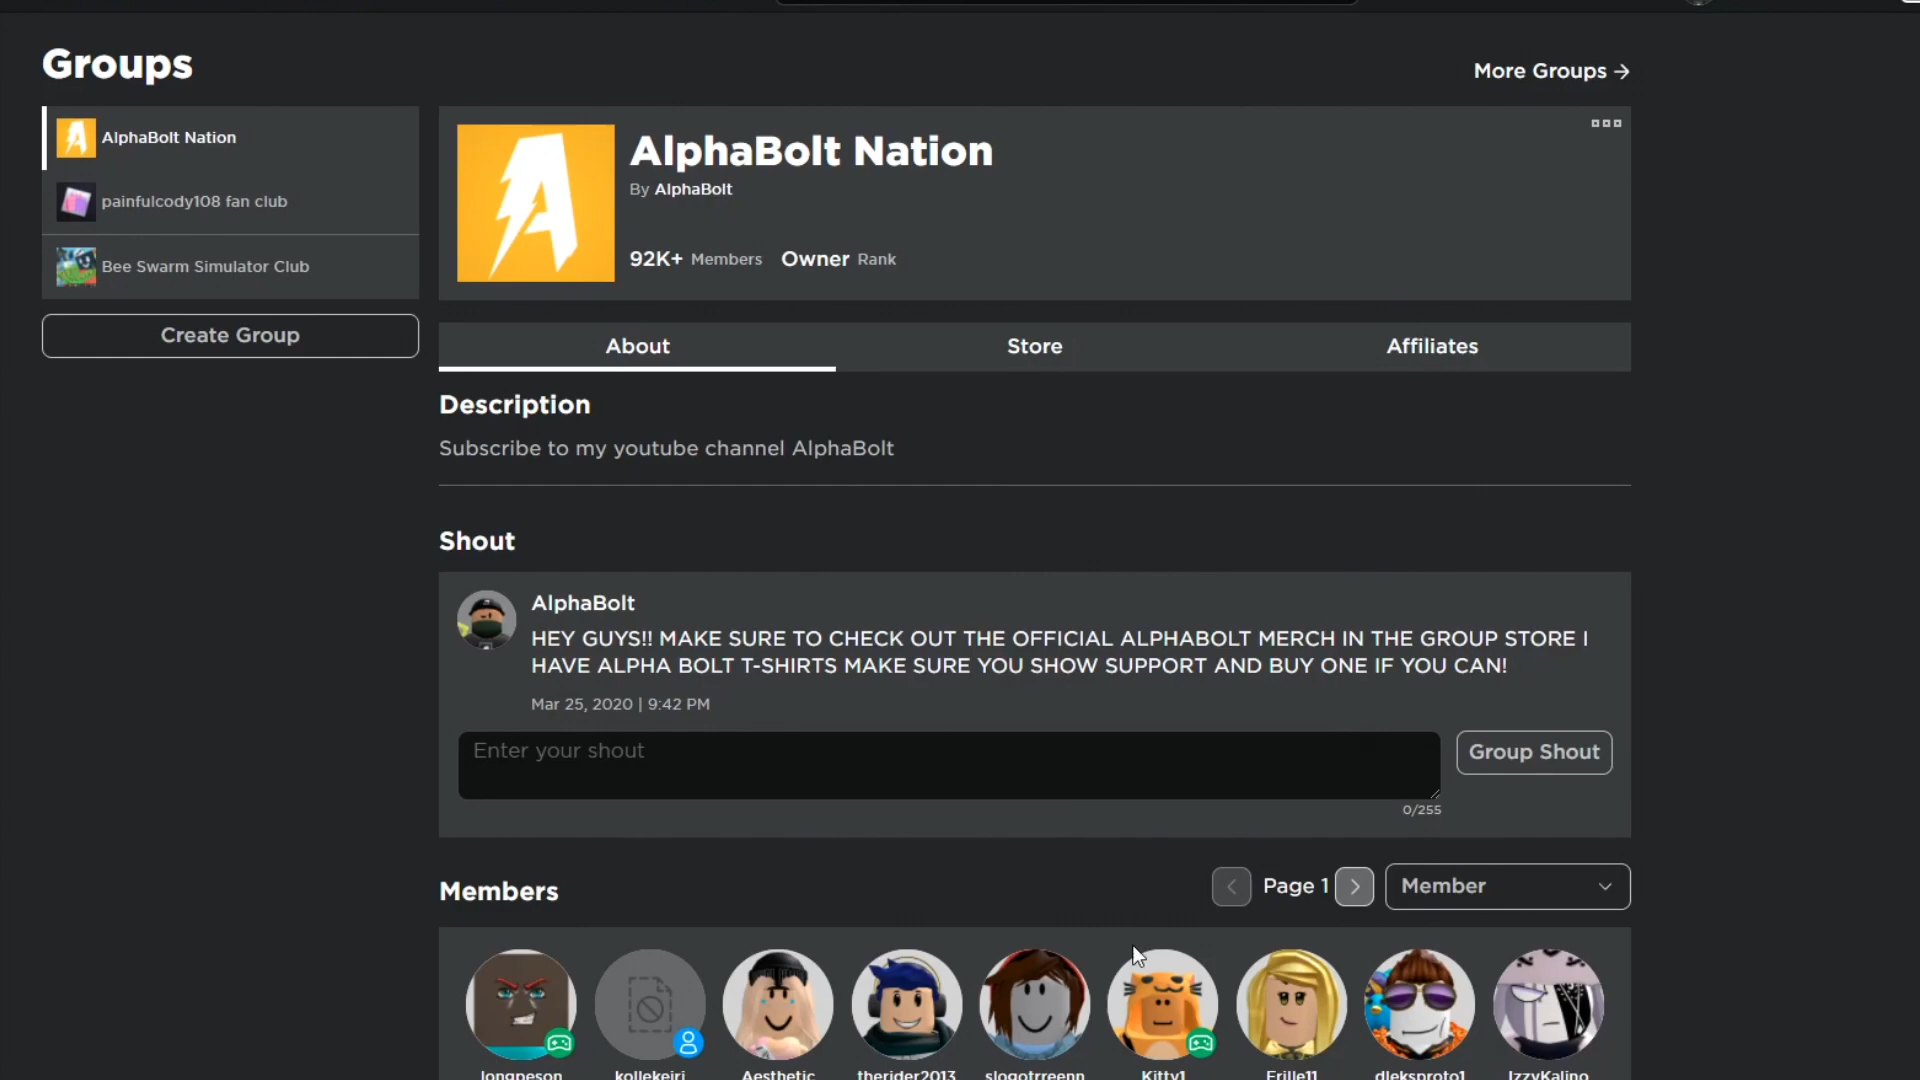 Groups
More Groups →
AlphaBolt Nation
painfulcody108 fan club
Bee Swarm Simulator Club
Create Group
A
AlphaBolt Nation
By AlphaBolt
92K+ Members Owner Rank
About Store Affiliates
Description
Subscribe to my youtube channel AlphaBolt
Shout
AlphaBolt
HEY GUYS!! MAKE SURE TO CHECK OUT THE OFFICIAL ALPHABOLT MERCH IN THE GROUP STORE I
HAVE ALPHA BOLT T-SHIRTS MAKE SURE YOU SHOW SUPPORT AND BUY ONE IF YOU CAN!
Mar 25, 2020 | 9:42 PM
Enter your shout
Group Shout
0/255
Members
Page 1
Member
longpeson kollekeiri Aesthetic therider2013 slogotrreenn Kitty1 Erille11 dleksproto1 IzzyKalino